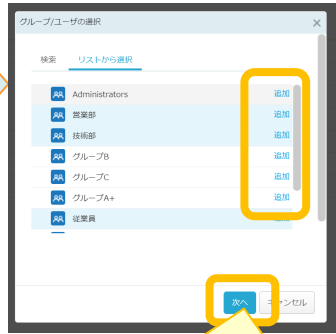 グループ/ユーザの選択
検索 リストから選択
Administrators 追加
営業部 追加
技術部 追加
グループB 追加
グループC 追加
グループA+ 追加
従業員 追加
次へ キャンセル